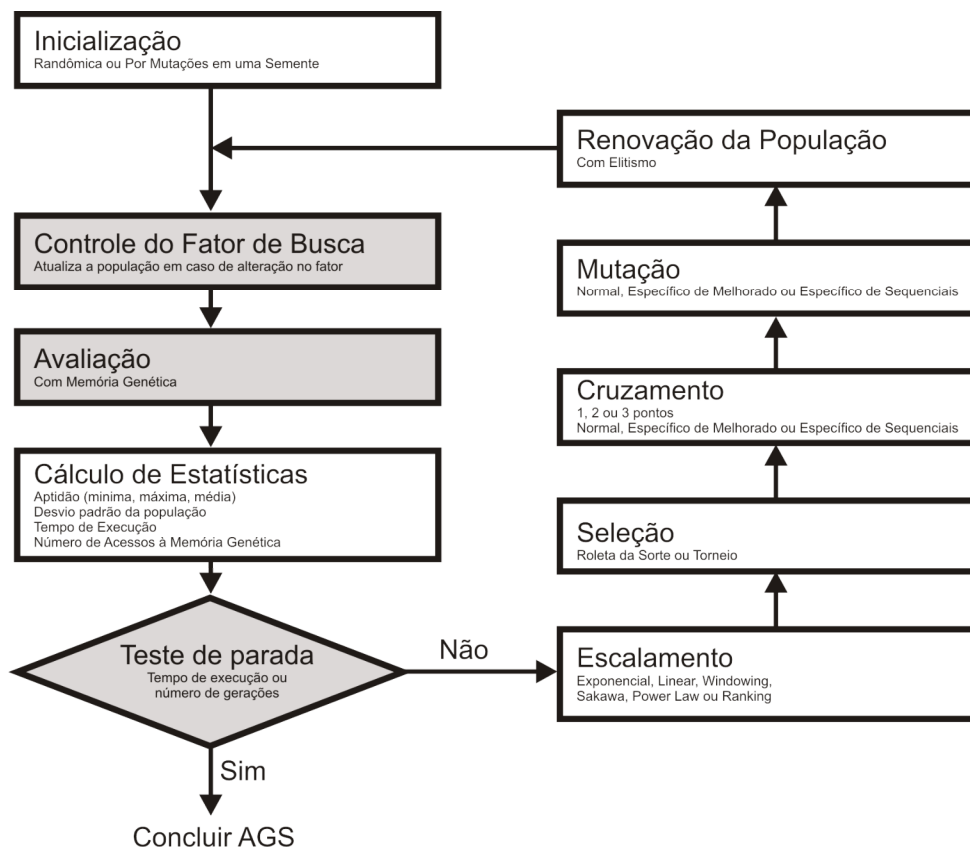 Inicialização
Randômica ou Por Mutações em uma Semente
Controle do Fator de Busca
Atualiza a população em caso de alteração no fator
Avaliação
Com Memória Genética
Cálculo de Estatísticas
Aptidão (minima, máxima, média)
Desvio padrão da população
Tempo de Execução
Número de Acessos à Memória Genética
Teste de parada
Tempo de execução ou
número de gerações
Sim
Concluir AGS
Não
Escalamento
Exponencial, Linear, Windowing,
Sakawa, Power Law ou Ranking
Seleção
Roleta da Sorte ou Torneio
Cruzamento
1, 2 ou 3 pontos
Normal, Específico de Melhorado ou Específico de Sequenciais
Mutação
Normal, Específico de Melhorado ou Específico de Sequenciais
Renovação da População
Com Elitismo